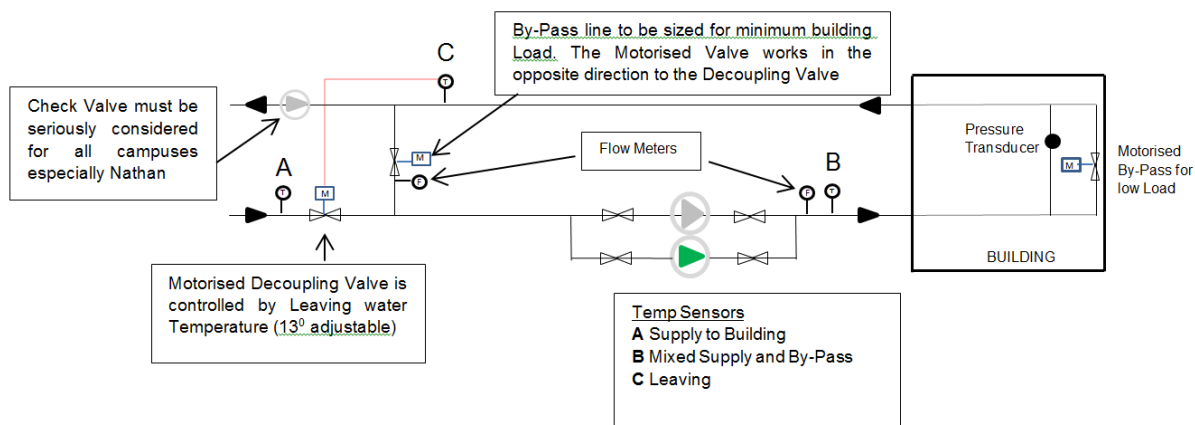 By-Pass line to be sized for minimum building
Load. The Motorised Valve works in the
opposite direction to the Decoupling Valve
C
T
Check Valve must be
seriously considered
for all campuses
especially Nathan
A
T
M
M
F
Flow Meters
B
F
T
Pressure
Transducer
M
Motorised
By-Pass for
low Load
BUILDING
Motorised Decoupling Valve is
controlled by Leaving water
Temperature (13⁰ adjustable)
Temp Sensors
A Supply to Building
B Mixed Supply and By-Pass
C Leaving